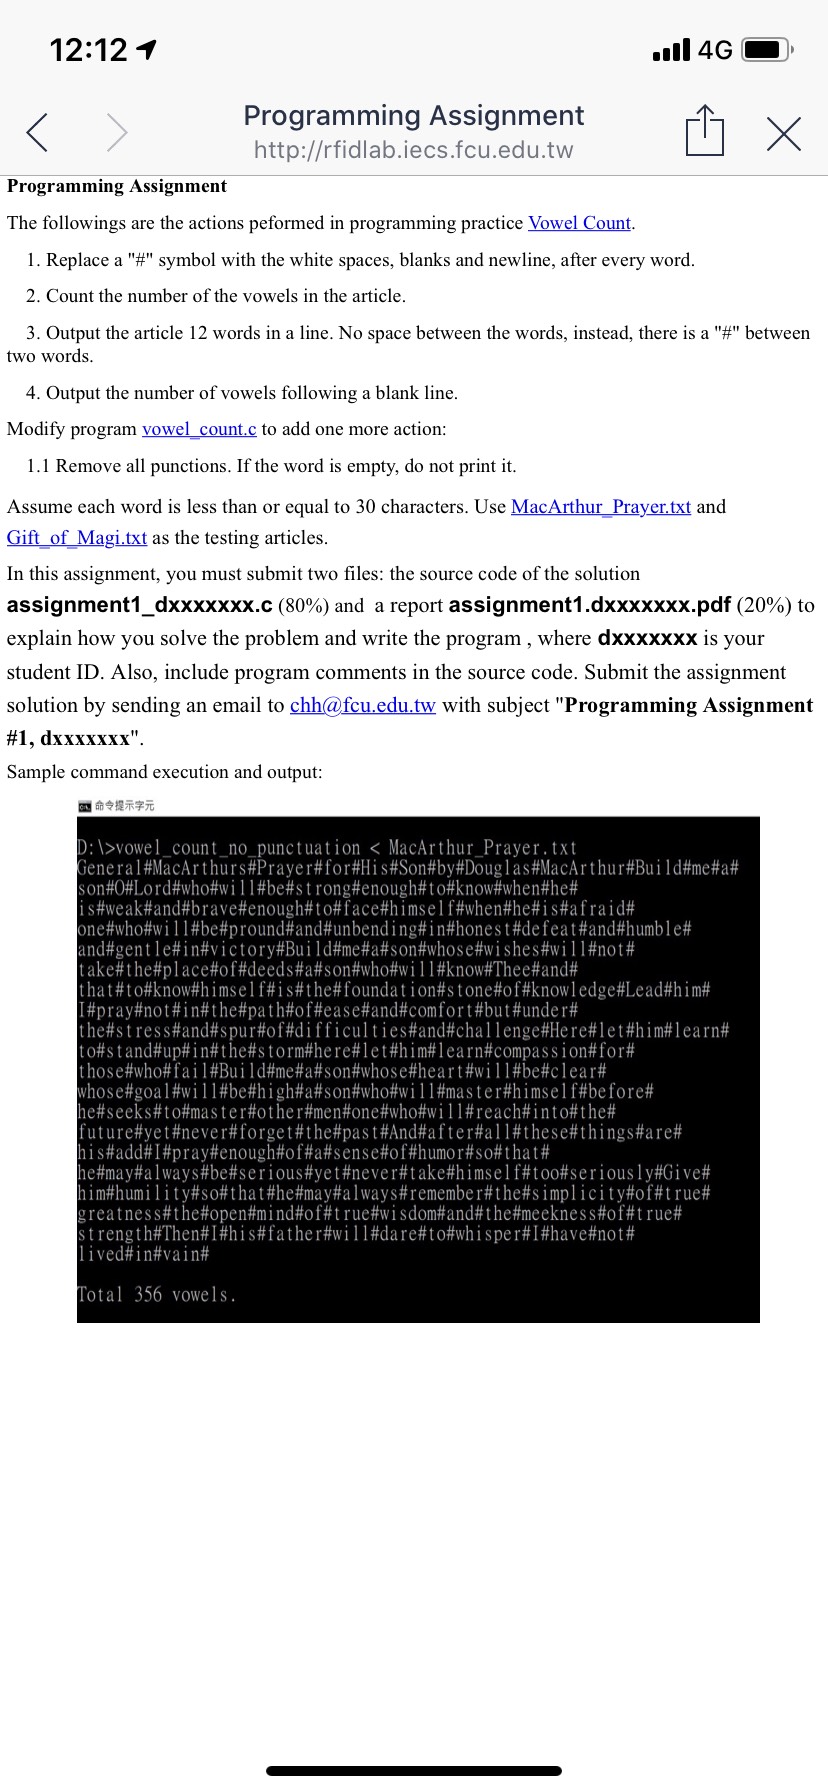 12:12
4G
Programming Assignment
http://rfidlab.iecs.fcu.edu.tw
Programming Assignment
The followings are the actions peformed in programming practice Vowel Count.
1. Replace a "#" symbol with the white spaces, blanks and newline, after every word.
2. Count the number of the vowels in the article.
3. Output the article 12 words in a line. No space between the words, instead, there is a "#" between
two words.
4. Output the number of vowels following a blank line.
Modify program vowel_count.c to add one more action:
1.1 Remove all punctions. If the word is empty, do not print it.
Assume each word is less than or equal to 30 characters. Use MacArthur_Prayer.txt and
Gift_of_Magi.txt as the testing articles.
In this assignment, you must submit two files: the source code of the solution
assignment1_dxxxxxxx.c (80%) and a report assignment1.dxxxxxxx.pdf (20%) to
explain how you solve the problem and write the program , where dxxxxxxx is your
student ID. Also, include program comments in the source code. Submit the assignment
solution by sending an email to chh@fcu.edu.tw with subject "Programming Assignment
#1, dxxxxxxx".
Sample command execution and output:
命令提示字元
D:\>vowel_count_no_punctuation < MacArthur_Prayer.txt
General#MacArthurs#Prayer#for#His#Son#by#Douglas#MacArthur#Build#me#a#
son#O#Lord#who#will#be#strong#enough#to#know#when#he#
is#weak#and#brave#enough#to#face#himself#when#he#is#afraid#
one#who#will#be#pround#and#unbending#in#honest#defeat#and#humble#
and#gentle#in#victory#Build#me#a#son#whose#wishes#will#not#
take#the#place#of#deeds#a#son#who#will#know#Thee#and#
that#to#know#himself#is#the#foundation#stone#of#knowledge#Lead#him#
I#pray#not#in#the#path#of#ease#and#comfort#but#under#
the#stress#and#spur#of#difficulties#and#challenge#Here#let#him#learn#
to#stand#up#in#the#storm#here#let#him#learn#compassion#for#
those#who#fail#Build#me#a#son#whose#heart#will#be#clear#
whose#goal#will#be#high#a#son#who#will#master#himself#before#
he#seeks#to#master#other#men#one#who#will#reach#into#the#
future#yet#never#forget#the#past#And#after#all#these#things#are#
his#add#I#pray#enough#of#a#sense#of#humor#so#that#
he#may#always#be#serious#yet#never#take#himself#too#seriously#Give#
him#humility#so#that#he#may#always#remember#the#simplicity#of#true#
greatness#the#open#mind#of#true#wisdom#and#the#meekness#of#true#
strength#Then#I#his#father#will#dare#to#whisper#I#have#not#
lived#in#vain#
Total 356 vowels.